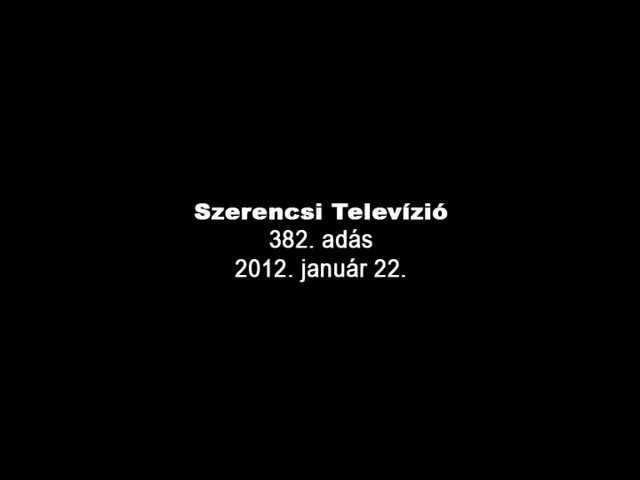 Szerencsi Televízió
382. adás
2012. január 22.